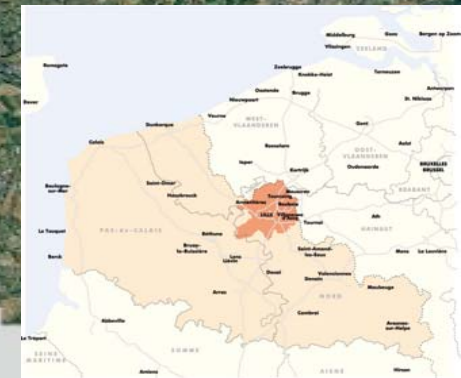 Middelburg
Goes
Bergen op Zoom
Vlissingen
ZEELAND
Ramsgate
Zeebrugge
Knokke-Heist
Terneuzen
Dover
Oostende
Brugge
Antwerpen
Nieuwpoort
St. Niklaas
Veurne
WEST-
VLAANDEREN
Gent
Dunkerque
Calais
Roeselare
OOST-
VLAANDEREN
Aalst
Ieper
Oudenaarde
BRUXELLES
BRUSSEL
Kortrijk
Boulogne-
sur-Mer
Saint-Omer
Hazebrouck
Mouscron
Tourcoing
Armentières
Roubaix
BRABANT
LILLE
Villeneuve
d'Ascq
Tournai
Ath
Le Touquet
PAS-de-CALAIS
Béthune
HAINAUT
Berck
Bruay-
la-Buissière
Lens
Liévin
Saint-Amand-
les-Eaux
Mons
La Louvière
Douai
Valenciennes
Denain
Arras
NORD
Maubeuge
Cambrai
Avesnes-
sur-Helpe
Abbeville
Le Tréport
SOMME
SEINE
MARITIME
Amiens
AISNE
Hirson